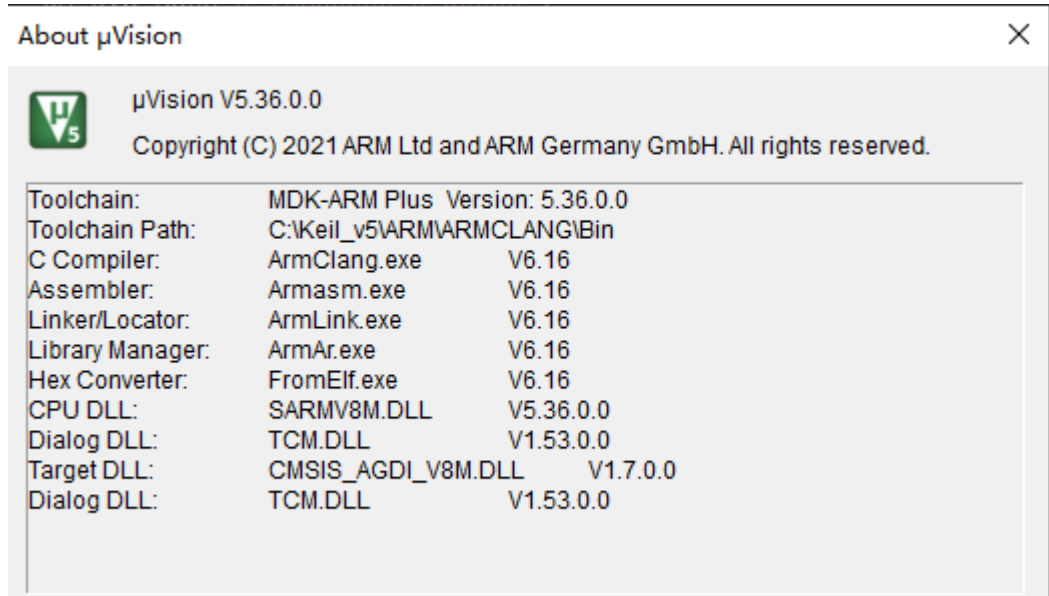 About µVision
µ5
µVision V5.36.0.0
Copyright (C) 2021 ARM Ltd and ARM Germany GmbH. All rights reserved.
Toolchain: MDK-ARM Plus Version: 5.36.0.0
Toolchain Path: C:\Keil_v5\ARM\ARMCLANG\Bin
C Compiler: ArmClang.exe V6.16
Assembler: Armasm.exe V6.16
Linker/Locator: ArmLink.exe V6.16
Library Manager: ArmAr.exe V6.16
Hex Converter: FromElf.exe V6.16
CPU DLL: SARMV8M.DLL V5.36.0.0
Dialog DLL: TCM.DLL V1.53.0.0
Target DLL: CMSIS_AGDI_V8M.DLL V1.7.0.0
Dialog DLL: TCM.DLL V1.53.0.0